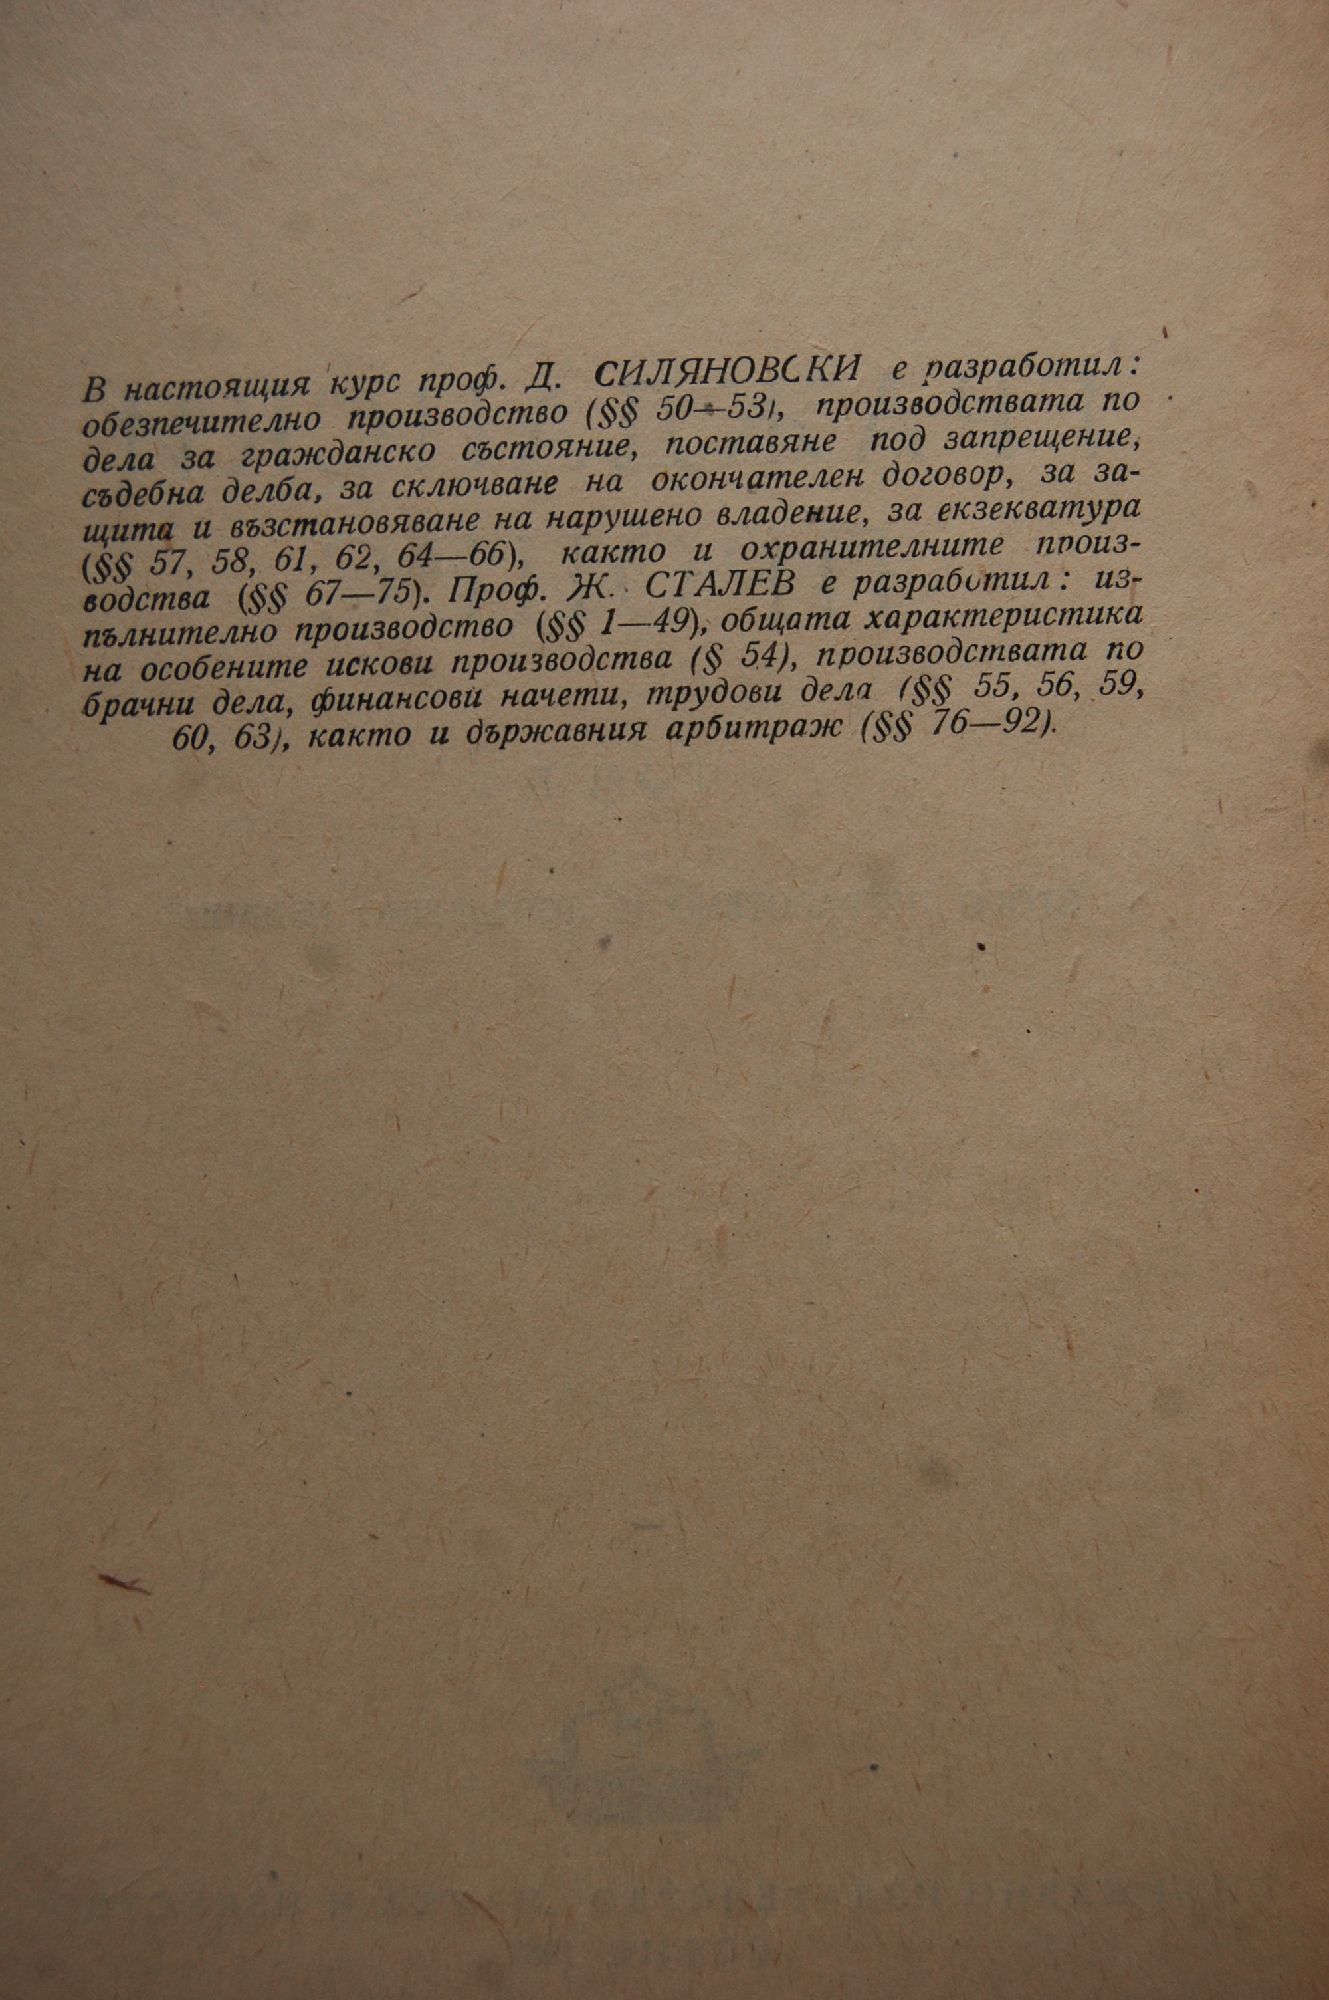 В настоящия курс проф. Д. СИЛЯНОВСКИ е разработил:
обезпечително производство (§§ 50—53), производствата по
дела за гражданско състояние, поставяне под запрещение,
съдебна делба, за сключване на окончателен договор, за за-
щита и възстановяване на нарушено владение, за екзекватура
(§§ 57, 58, 61, 62, 64—66), както и охранителните произ-
водства (§§ 67—75). Проф. Ж. СТАЛЕВ е разработил: из-
пълнително производство (§§ 1—49), общата характеристика
на особените искови производства (§ 54), производствата по
брачни дела, финансови начети, трудови дела (§§ 55, 56, 59,
60, 63), както и държавния арбитраж (§§ 76—92).